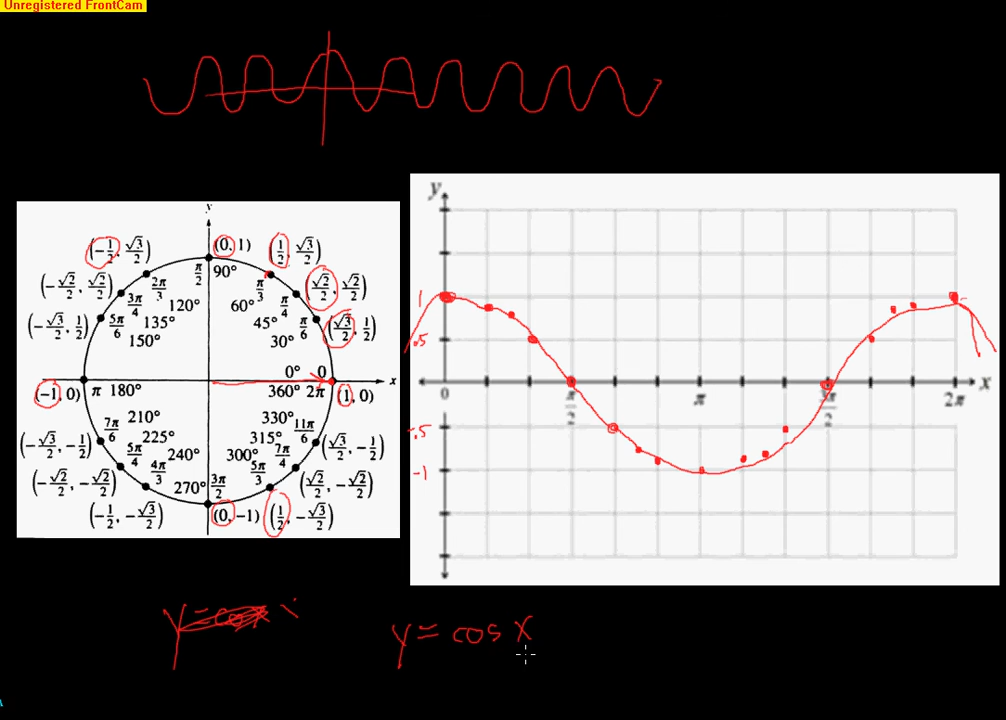 Unregistered FrontCam
y
(-1/2, √3/2) (0, 1) (1/2, √3/2)
(-√2/2, √2/2) 2π/3 π/2 90° π/3 (√2/2, √2/2)
3π/4 120° 60° π/4
(-√3/2, 1/2) 5π/6 135° 45° π/6 (√3/2, 1/2)
150° 30°
0° 0 x
(-1, 0) π 180° 360° 2π (1, 0)
210° 330°
7π/6 225° 315° 11π/6
(-√3/2, -1/2) 5π/4 240° 300° 7π/4 (√3/2, -1/2)
(-√2/2, -√2/2) 4π/3 5π/3 (√2/2, -√2/2)
270° 3π/2
(-1/2, -√3/2) (0, -1) (1/2, -√3/2)
y
1
.5
0 π/2 π 3π/2 2π x
-.5
-1
y = cos x